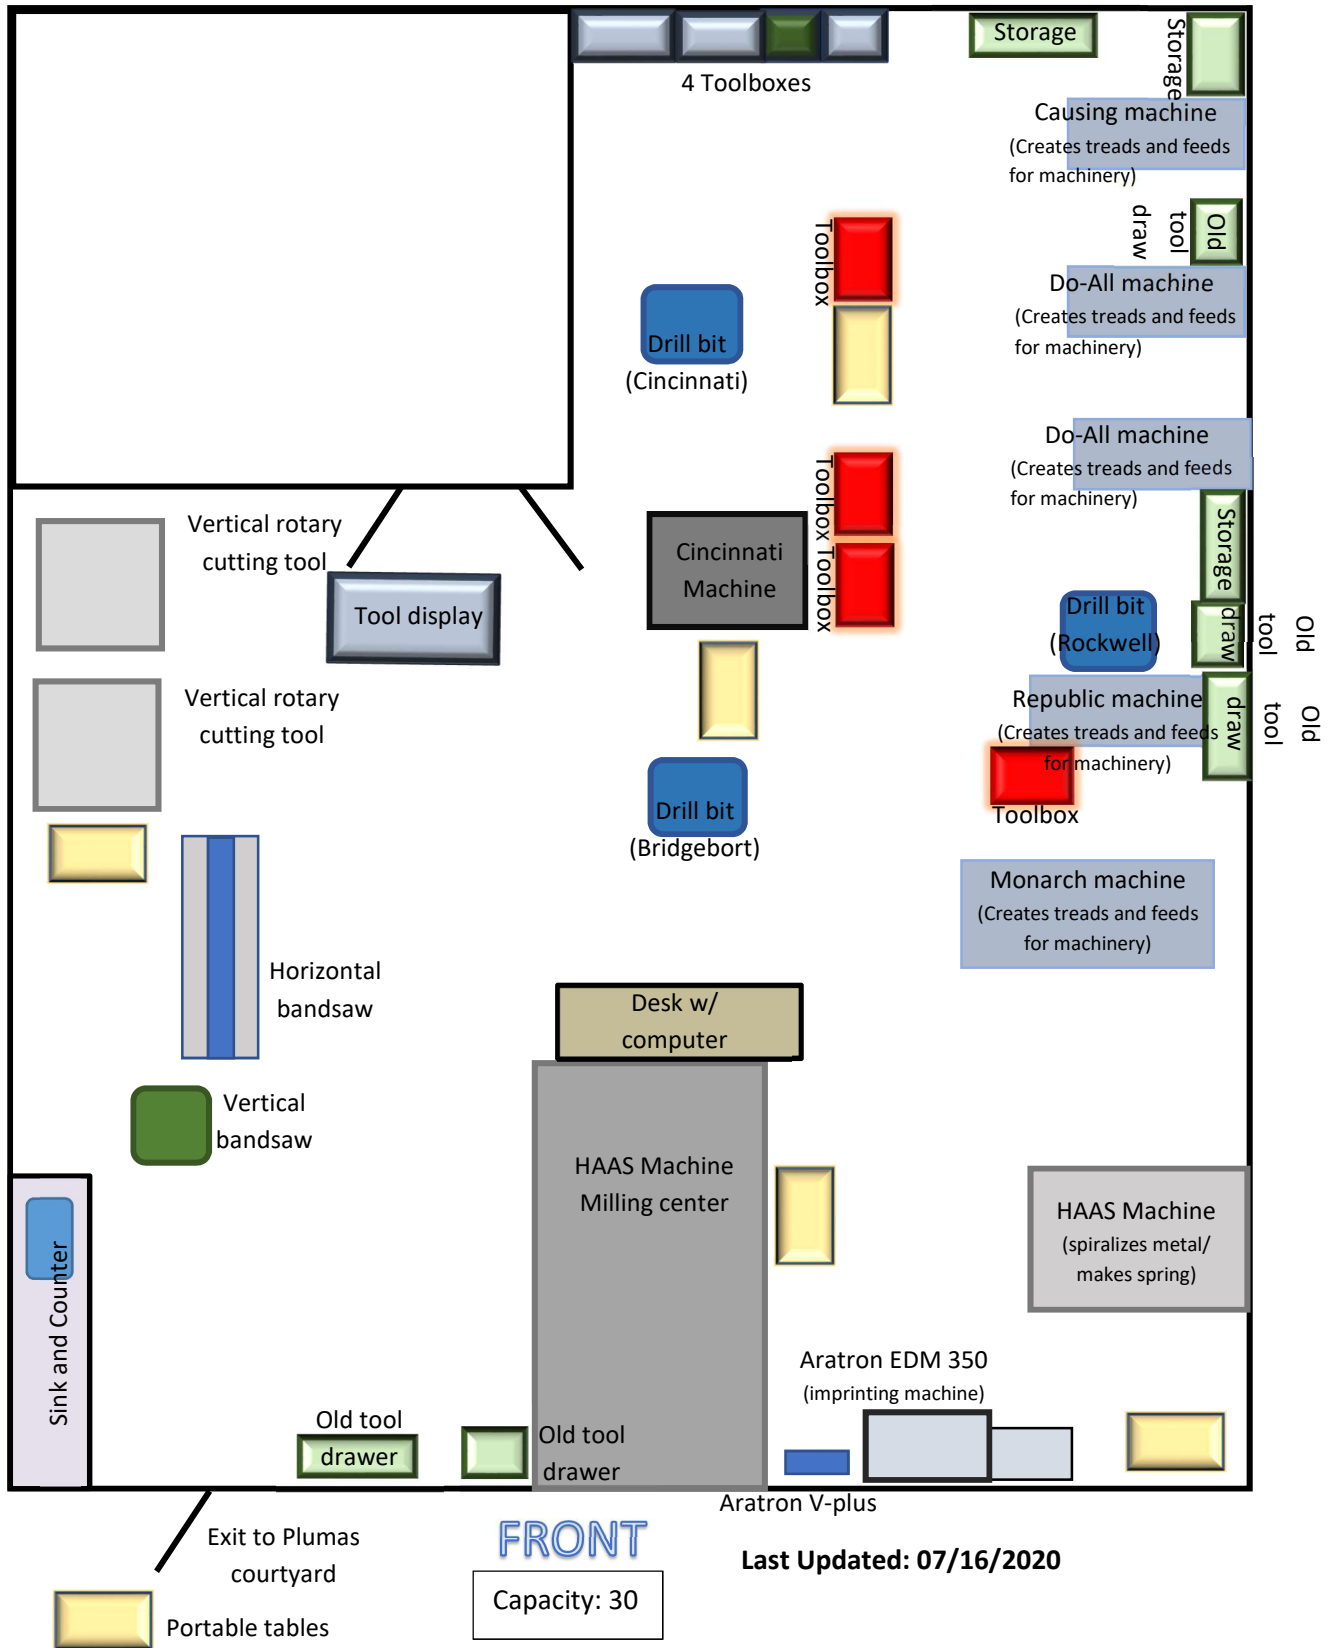 4 Toolboxes
Storage
Storage
Causing machine
(Creates treads and feeds
for machinery)
Old
tool
draw
Toolbox
Do-All machine
(Creates treads and feeds
for machinery)
Drill bit
(Cincinnati)
Do-All machine
(Creates treads and feeds
for machinery)
Toolbox
Toolbox
Vertical rotary
cutting tool
Tool display
Cincinnati
Machine
Storage
Drill bit
(Rockwell)
Old
tool
draw
Vertical rotary
cutting tool
Republic machine
(Creates treads and feeds
for machinery)
Old
tool
draw
Toolbox
Drill bit
(Bridgebort)
Monarch machine
(Creates treads and feeds
for machinery)
Horizontal
bandsaw
Desk w/
computer
Vertical
bandsaw
HAAS Machine
Milling center
HAAS Machine
(spiralizes metal/
makes spring)
Sink and Counter
Aratron EDM 350
(imprinting machine)
Old tool
drawer
Old tool
drawer
Aratron V-plus
Exit to Plumas
courtyard
FRONT
Last Updated: 07/16/2020
Capacity: 30
Portable tables